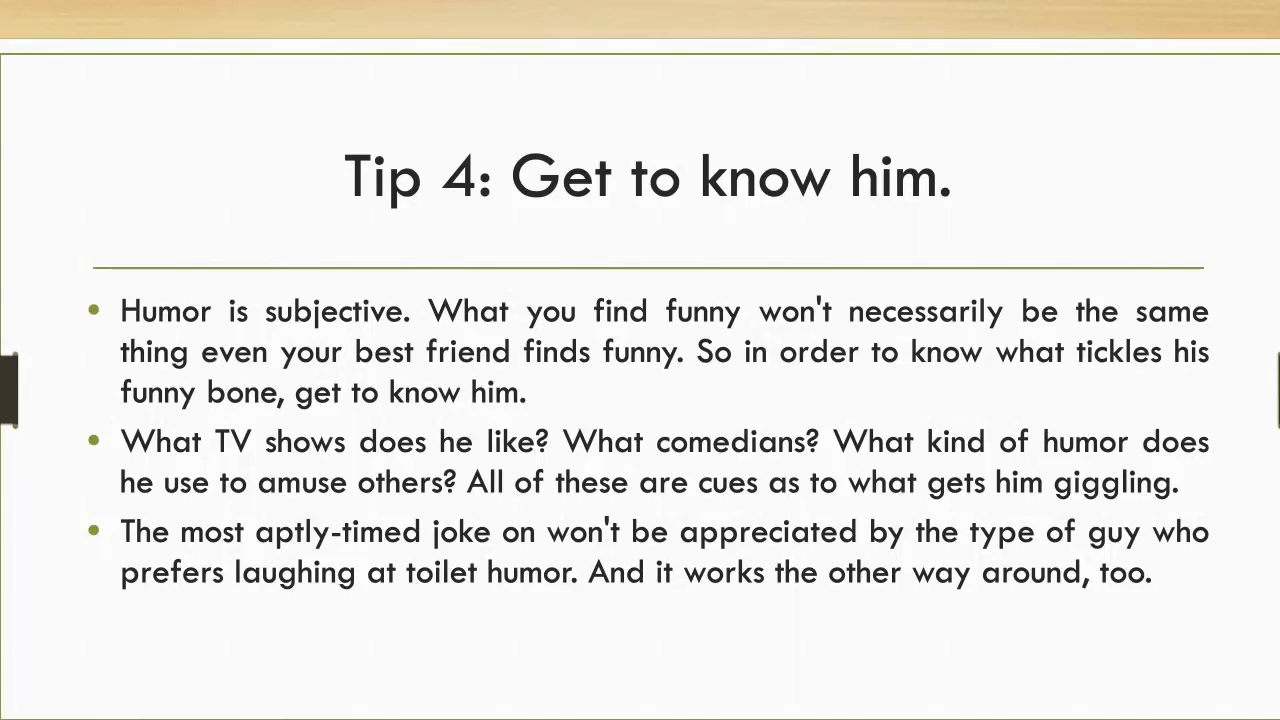 Tip 4: Get to know him.
• Humor is subjective. What you find funny won't necessarily be the same
thing even your best friend finds funny. So in order to know what tickles his
funny bone, get to know him.
• What TV shows does he like? What comedians? What kind of humor does
he use to amuse others? All of these are cues as to what gets him giggling.
• The most aptly-timed joke on won't be appreciated by the type of guy who
prefers laughing at toilet humor. And it works the other way around, too.